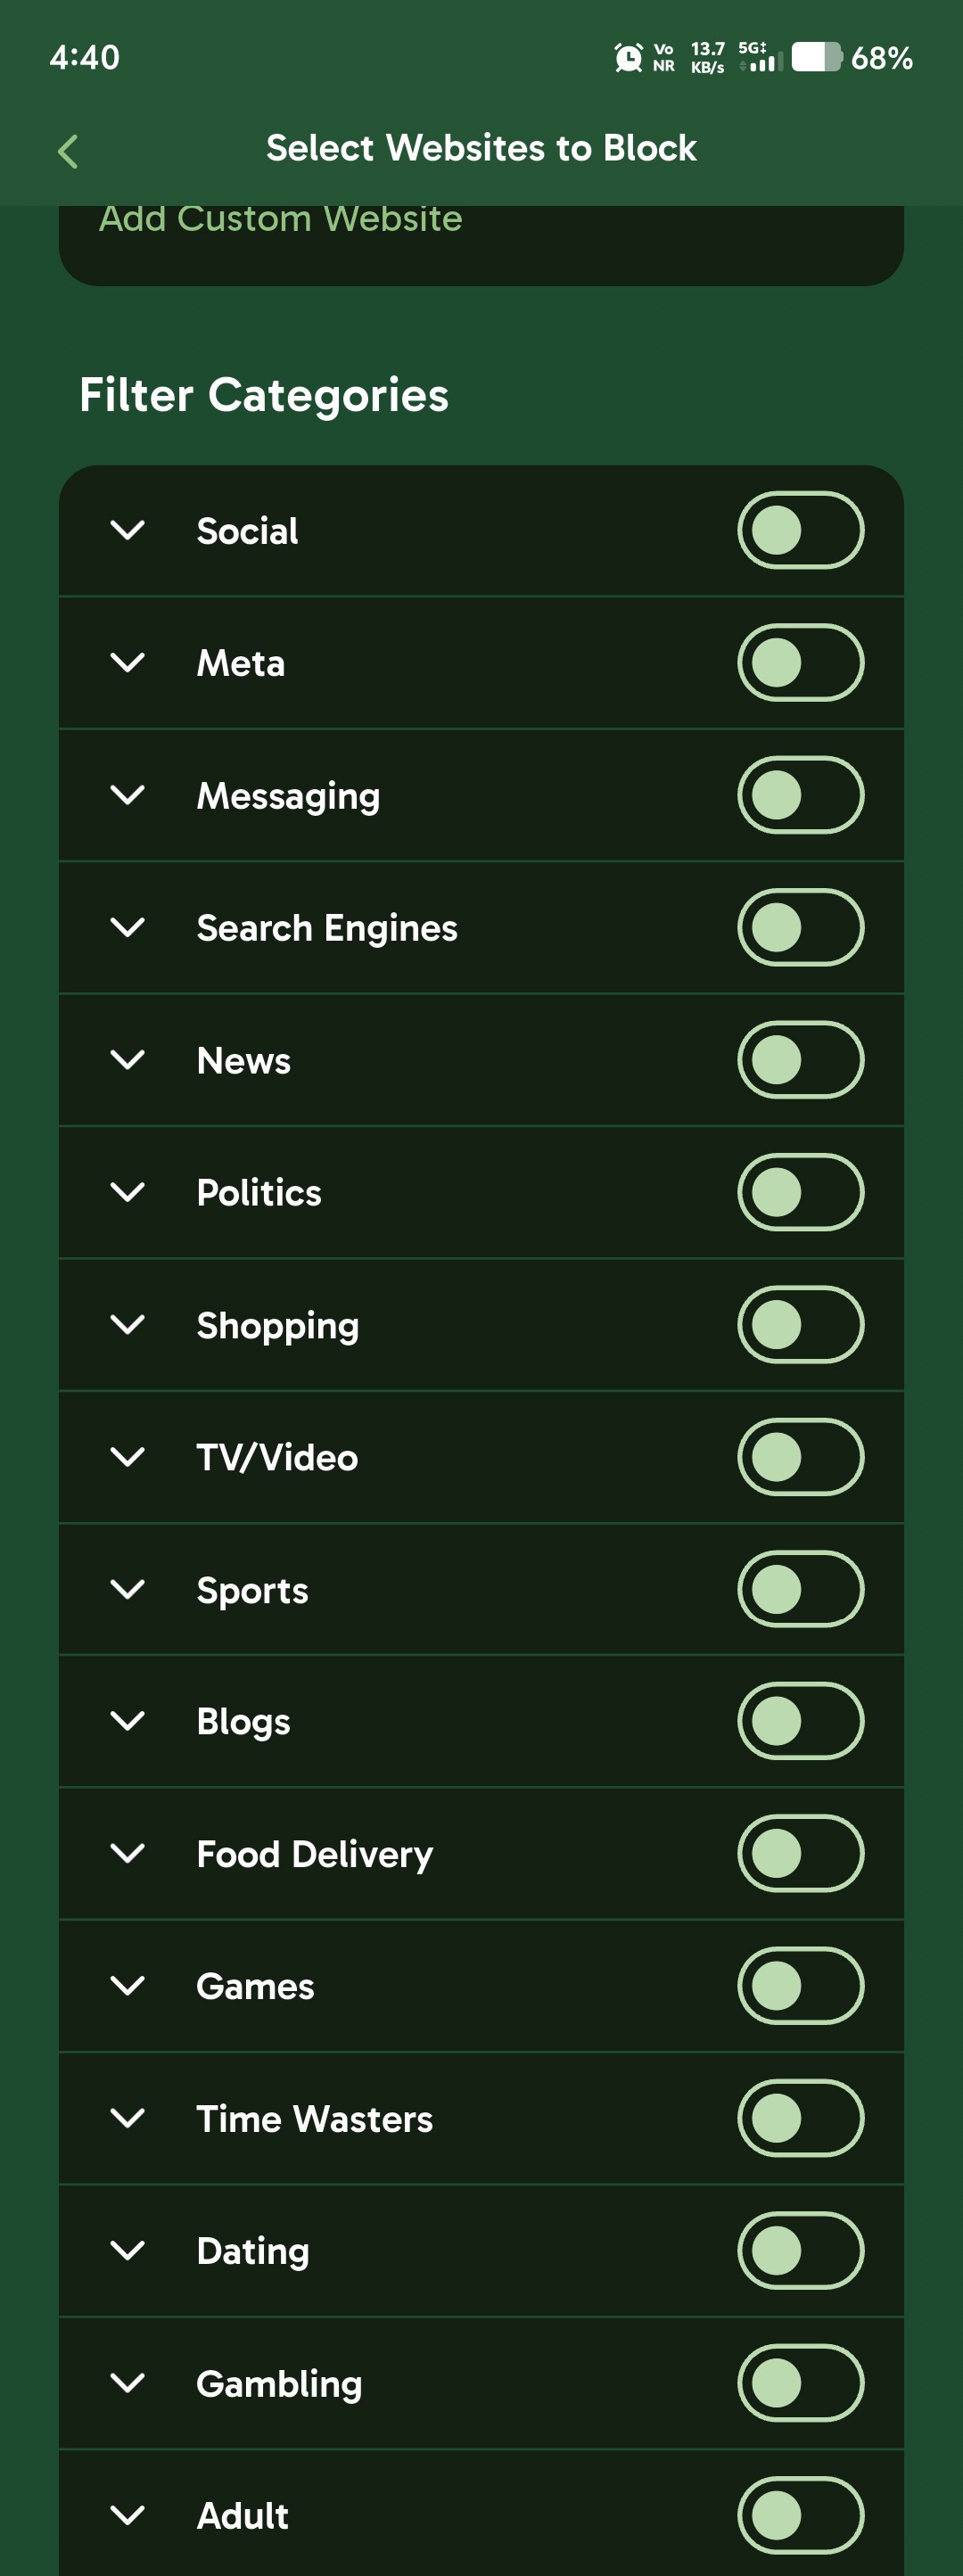 4:40
Vo
NR
13.7
KB/s
5G
68%
Select Websites to Block
Add Custom Website
Filter Categories
Social
Meta
Messaging
Search Engines
News
Politics
Shopping
TV/Video
Sports
Blogs
Food Delivery
Games
Time Wasters
Dating
Gambling
Adult